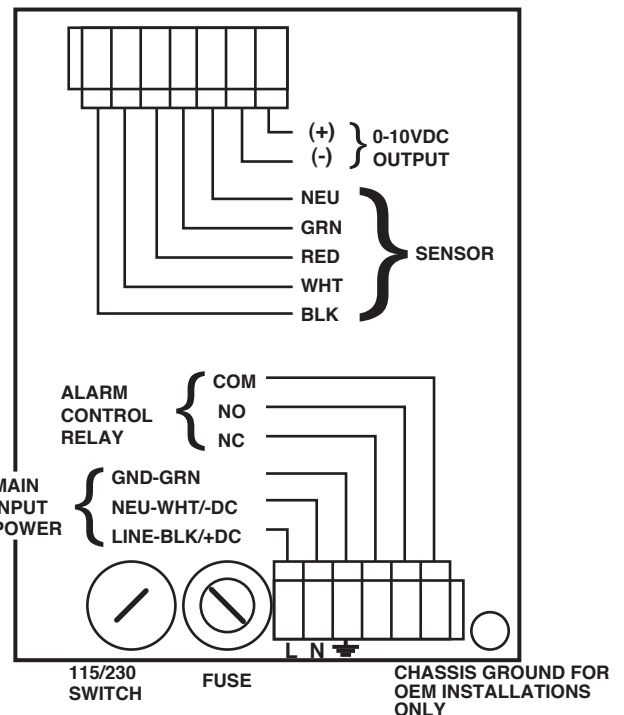 (+)
(-)
0-10VDC
OUTPUT
NEU
GRN
RED
WHT
BLK
SENSOR
ALARM
CONTROL
RELAY
COM
NO
NC
MAIN
INPUT
POWER
GND-GRN
NEU-WHT/-DC
LINE-BLK/+DC
L N
115/230
SWITCH
FUSE
CHASSIS GROUND FOR
OEM INSTALLATIONS
ONLY